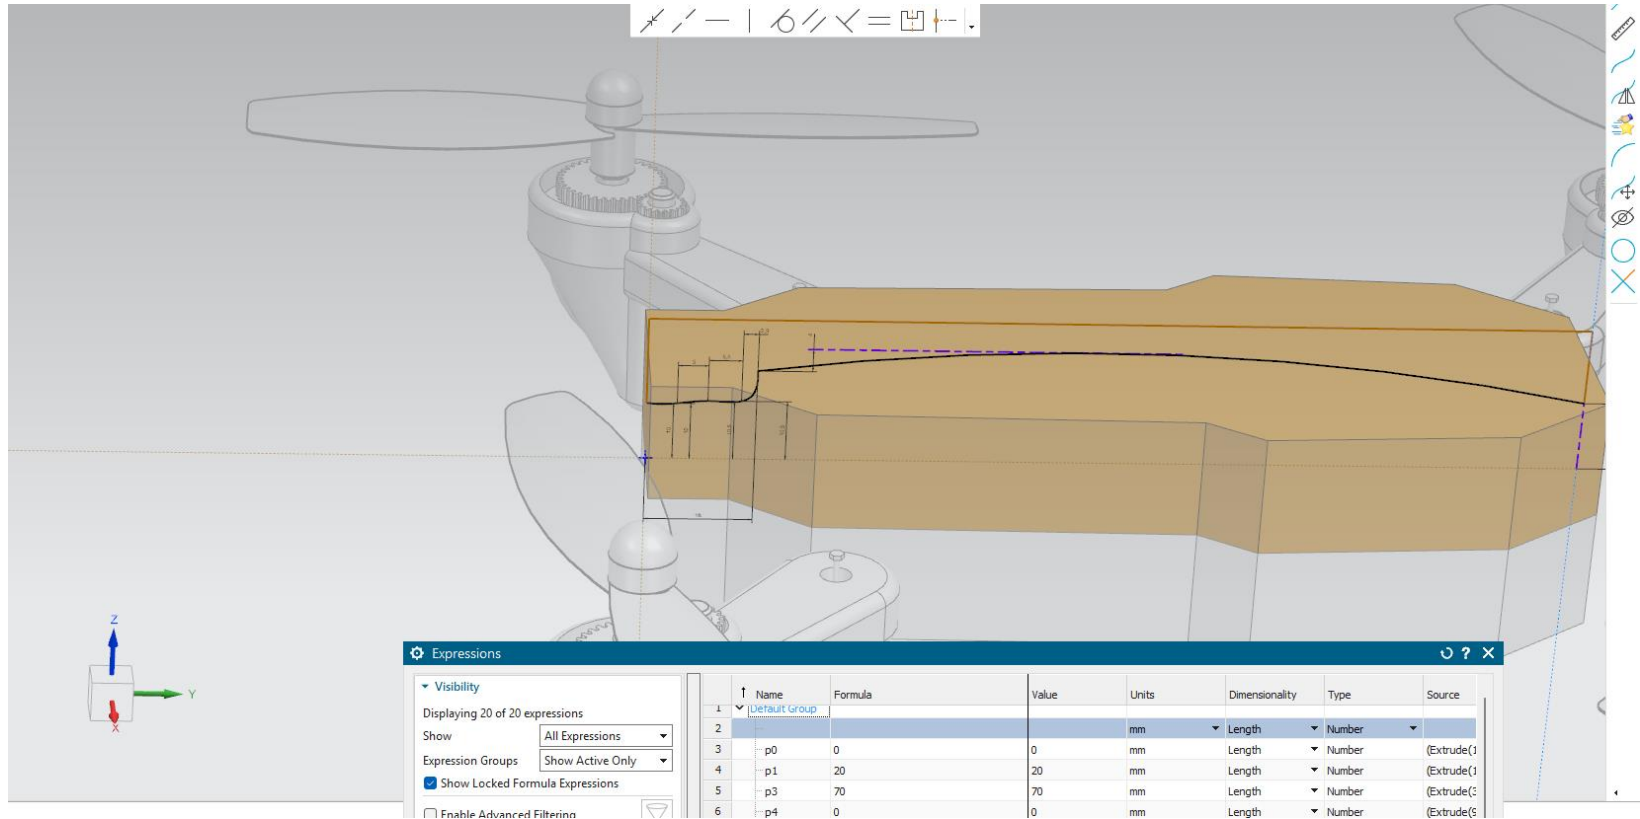 Z
Y
X
Expressions
Visibility
Displaying 20 of 20 expressions
Show All Expressions
Expression Groups Show Active Only
Show Locked Formula Expressions
Enable Advanced Filtering
↑ Name Formula Value Units Dimensionality Type Source
1 Default Group
2 mm Length Number
3 p0 0 0 mm Length Number (Extrude(1
4 p1 20 20 mm Length Number (Extrude(1
5 p3 70 70 mm Length Number (Extrude(3
6 p4 0 0 mm Length Number (Extrude(9